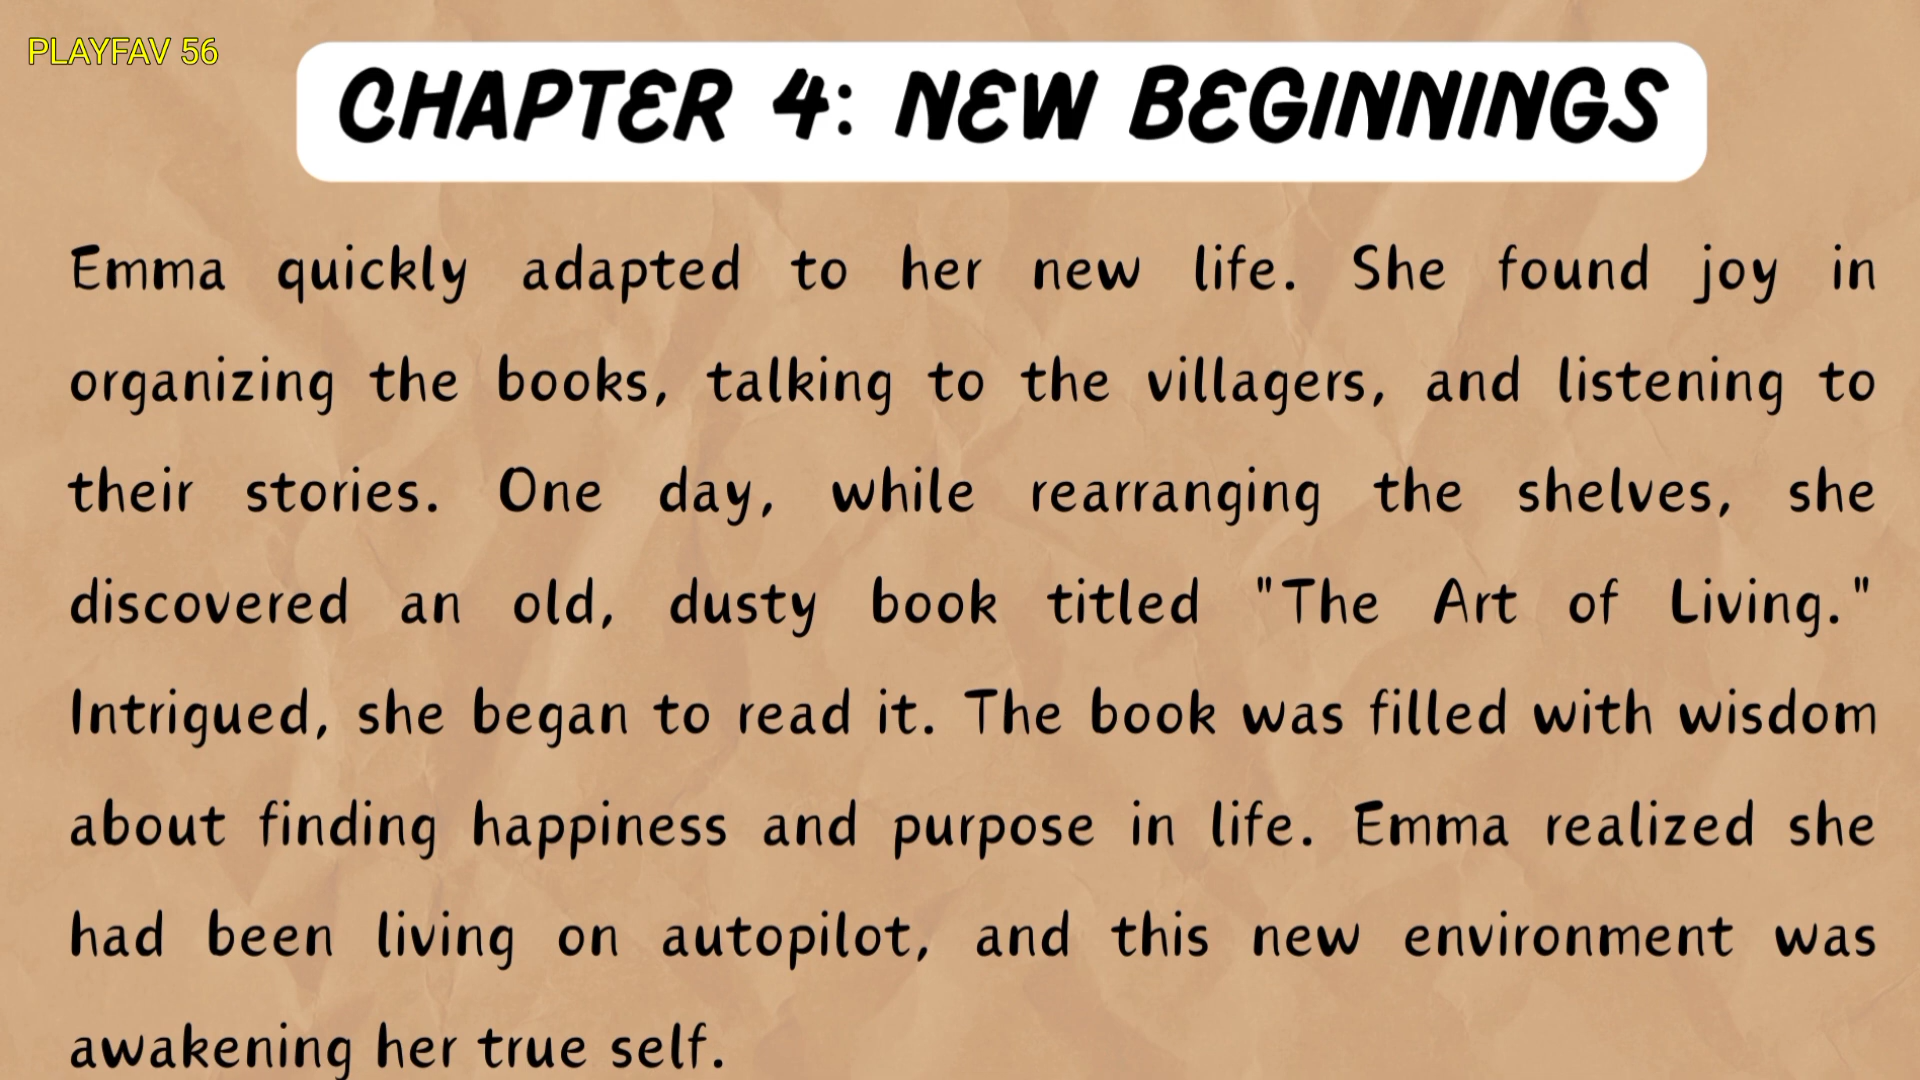 PLAYFAV 56
CHAPTER 4: NEW BEGINNINGS
Emma quickly adapted to her new life. She found joy in
organizing the books, talking to the villagers, and listening to
their stories. One day, while rearranging the shelves, she
discovered an old, dusty book titled "The Art of Living."
Intrigued, she began to read it. The book was filled with wisdom
about finding happiness and purpose in life. Emma realized she
had been living on autopilot, and this new environment was
awakening her true self.